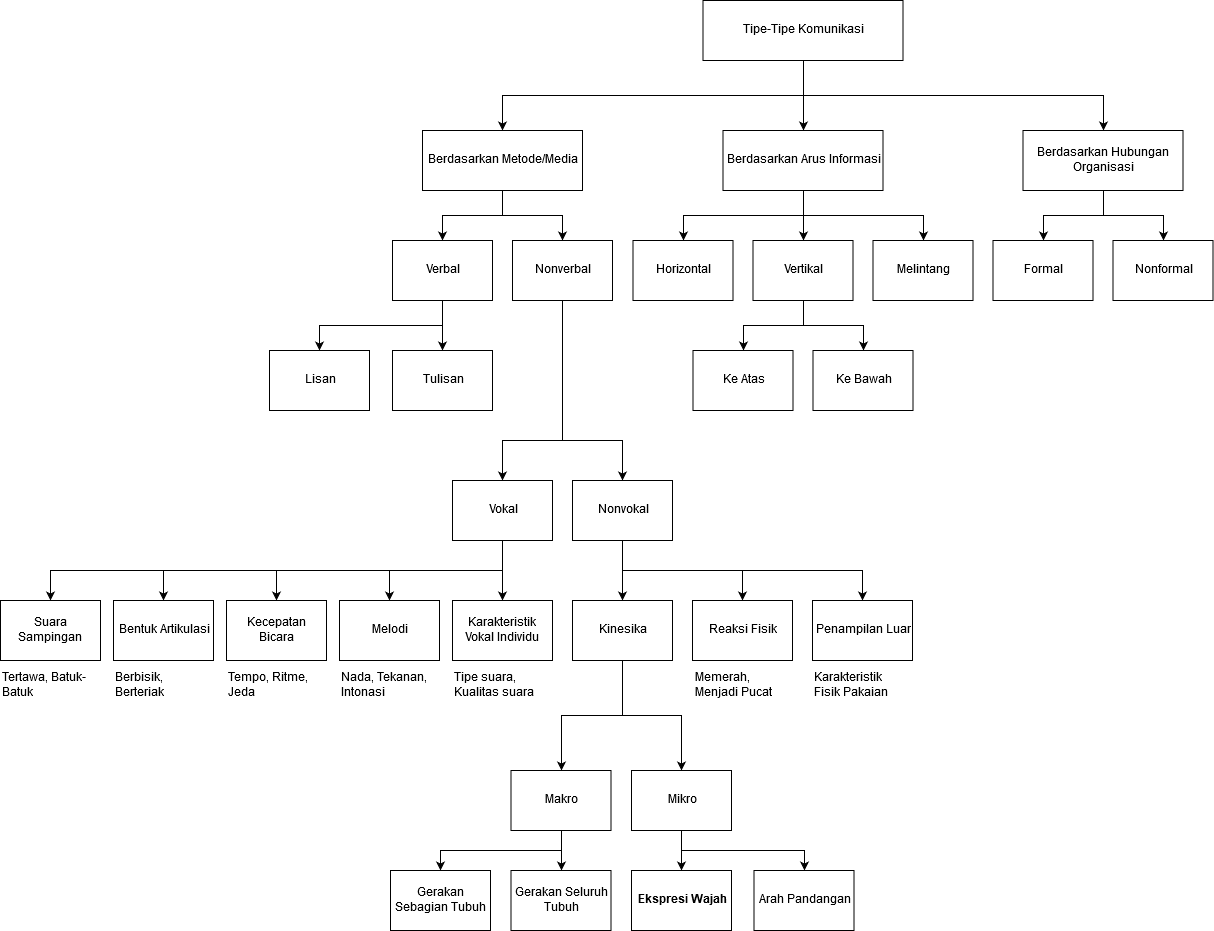 Tipe-Tipe Komunikasi
Berdasarkan Metode/Media
Berdasarkan Arus Informasi
Berdasarkan Hubungan
Organisasi
Verbal
Nonverbal
Horizontal
Vertikal
Melintang
Formal
Nonformal
Lisan
Tulisan
Ke Atas
Ke Bawah
Vokal
Nonvokal
Suara
Sampingan
Bentuk Artikulasi
Kecepatan
Bicara
Melodi
Karakteristik
Vokal Individu
Kinesika
Reaksi Fisik
Penampilan Luar
Tertawa, Batuk-
Batuk
Berbisik,
Berteriak
Tempo, Ritme,
Jeda
Nada, Tekanan,
Intonasi
Tipe suara,
Kualitas suara
Memerah,
Menjadi Pucat
Karakteristik
Fisik Pakaian
Makro
Mikro
Gerakan
Sebagian Tubuh
Gerakan Seluruh
Tubuh
Ekspresi Wajah
Arah Pandangan